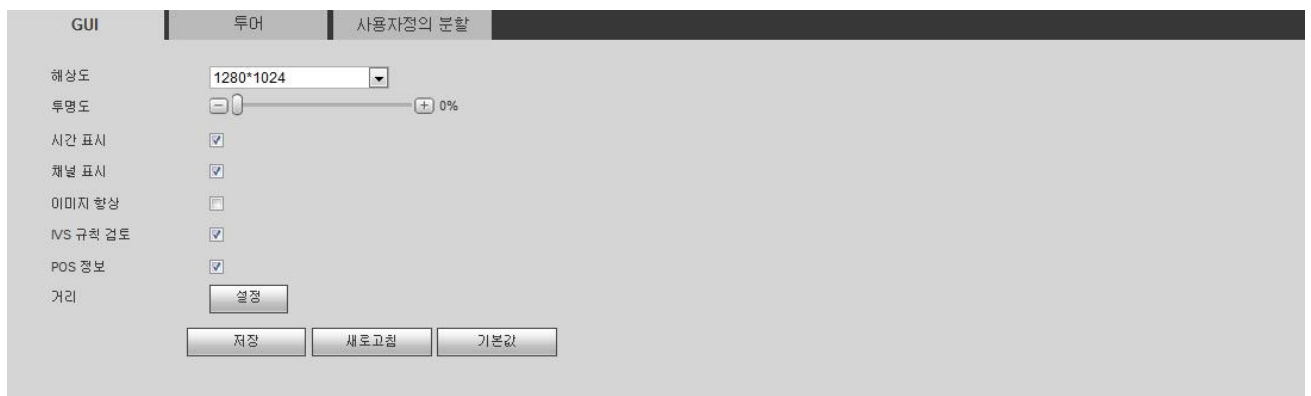 GUI 투어 사용자정의 분할
해상도 1280*1024
투명도 0%
시간 표시
채널 표시
이미지 향상
IVS 규칙 검토
POS 정보
거리 설정
저장 새로고침 기본값